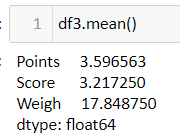 1 df3.mean()
Points 3.596563
Score 3.217250
Weigh 17.848750
dtype: float64